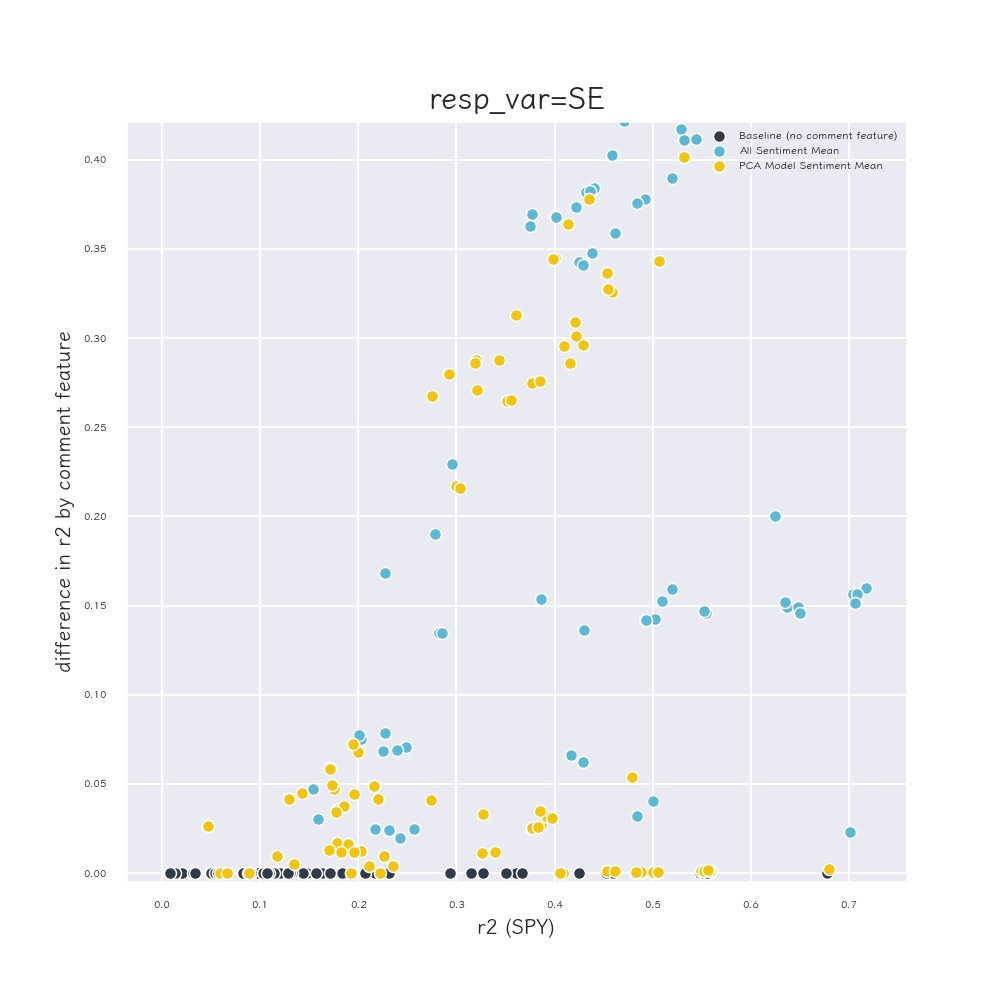 resp_var=SE
Baseline (no comment feature)
All Sentiment Mean
PCA Model Sentiment Mean
difference in r2 by comment feature
0.40
0.35
0.30
0.25
0.20
0.15
0.10
0.05
0.00
0.0 0.1 0.2 0.3 0.4 0.5 0.6 0.7
r2 (SPY)